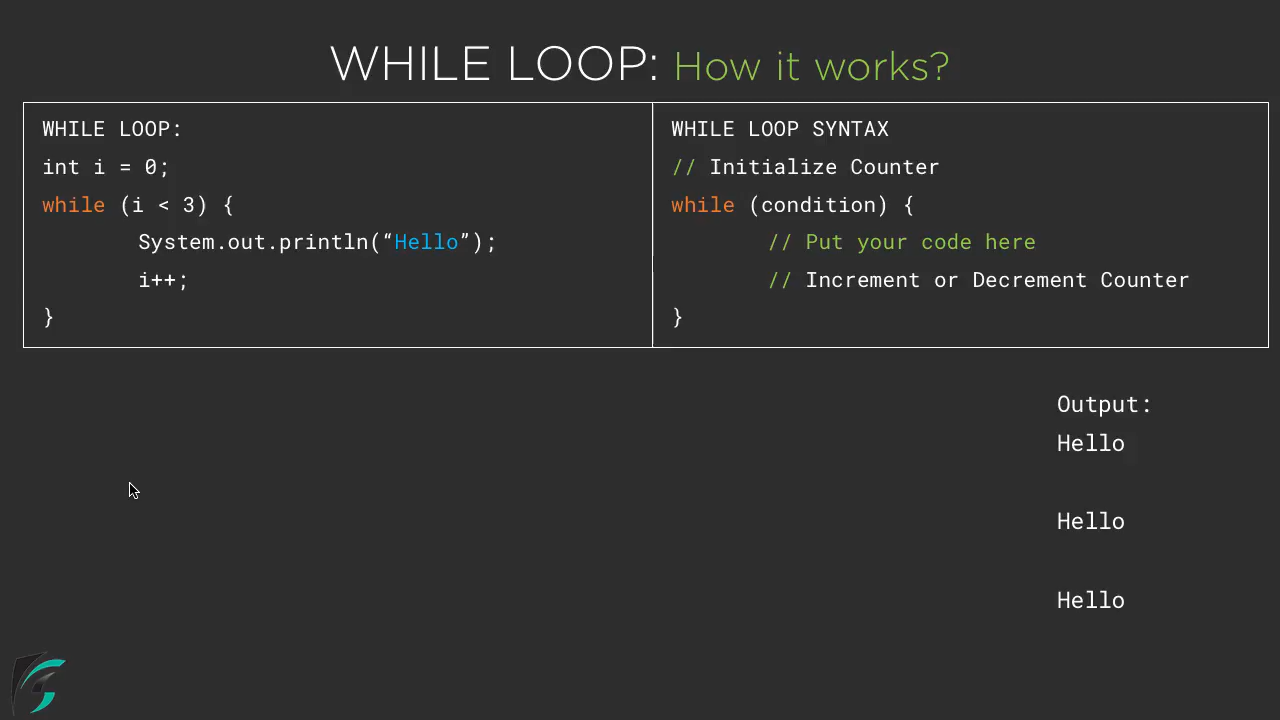 WHILE LOOP: How it works?
WHILE LOOP:
int i = 0;
while (i < 3) {
System.out.println(“Hello”);
i++;
}
WHILE LOOP SYNTAX
// Initialize Counter
while (condition) {
// Put your code here
// Increment or Decrement Counter
}
Output:
Hello
Hello
Hello